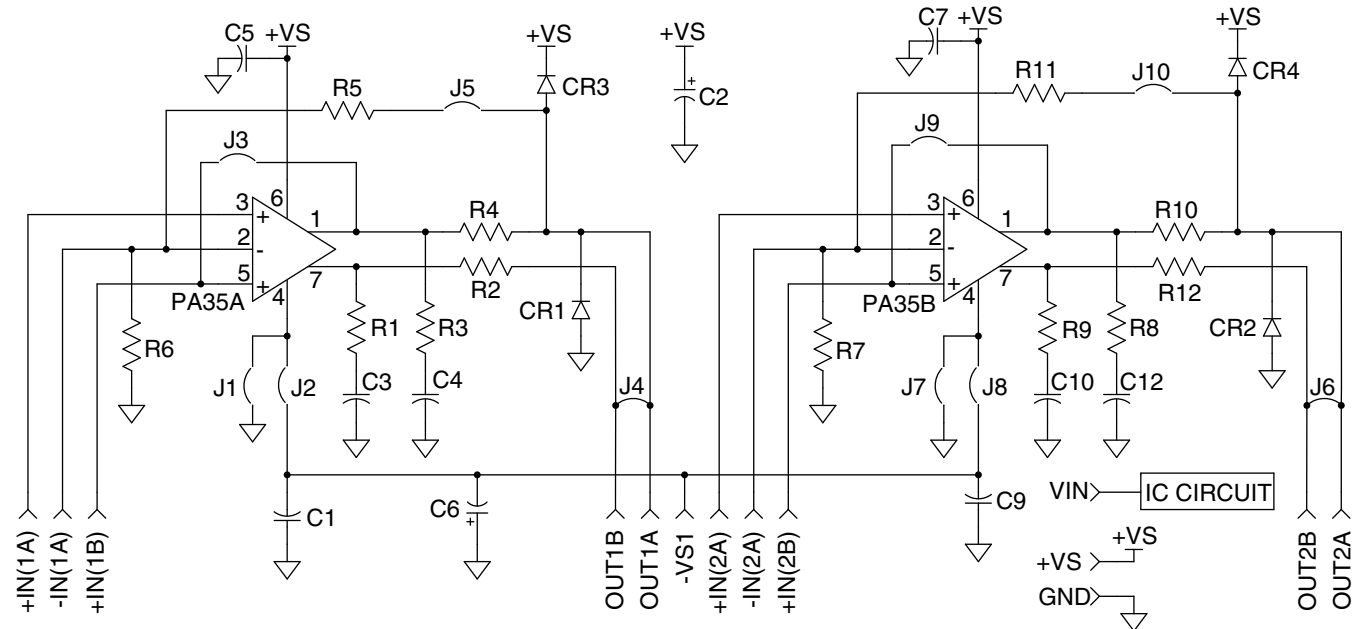 C5
+VS
+VS
C7
+VS
+VS
CR3
R5
J5
C2
+
R11
J10
CR4
J3
J9
3
6
1
+
2
-
5
+
7
4
PA35A
R4
R2
3
6
1
+
2
-
5
+
7
4
PA35B
R10
R12
R6
R1
R3
CR1
R7
R9
R8
CR2
J1
J2
C3
C4
J4
J7
J8
C10
C12
J6
C1
C6
+
C9
VIN
IC CIRCUIT
+VS
+VS
GND
+IN(1A)
-IN(1A)
+IN(1B)
OUT1B
OUT1A
-VS1
+IN(2A)
-IN(2A)
+IN(2B)
OUT2B
OUT2A